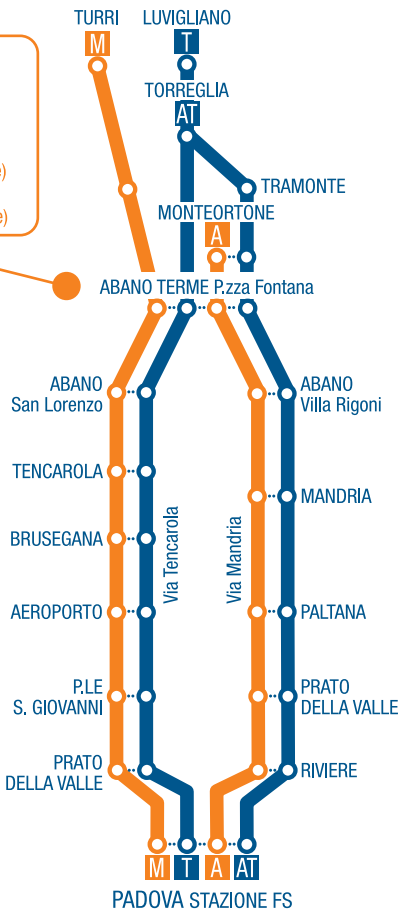 TURRI
LUVIGLIANO
M
T
TORREGLIA
AT
e)
e)
TRAMONTE
MONTEORTONE
A
ABANO TERME P.zza Fontana
ABANO
San Lorenzo
ABANO
Villa Rigoni
TENCAROLA
MANDRIA
BRUSEGANA
Via Tencarola
Via Mandria
AEROPORTO
PALTANA
P.LE
S. GIOVANNI
PRATO
DELLA VALLE
PRATO
DELLA VALLE
RIVIERE
M T A AT
PADOVA STAZIONE FS